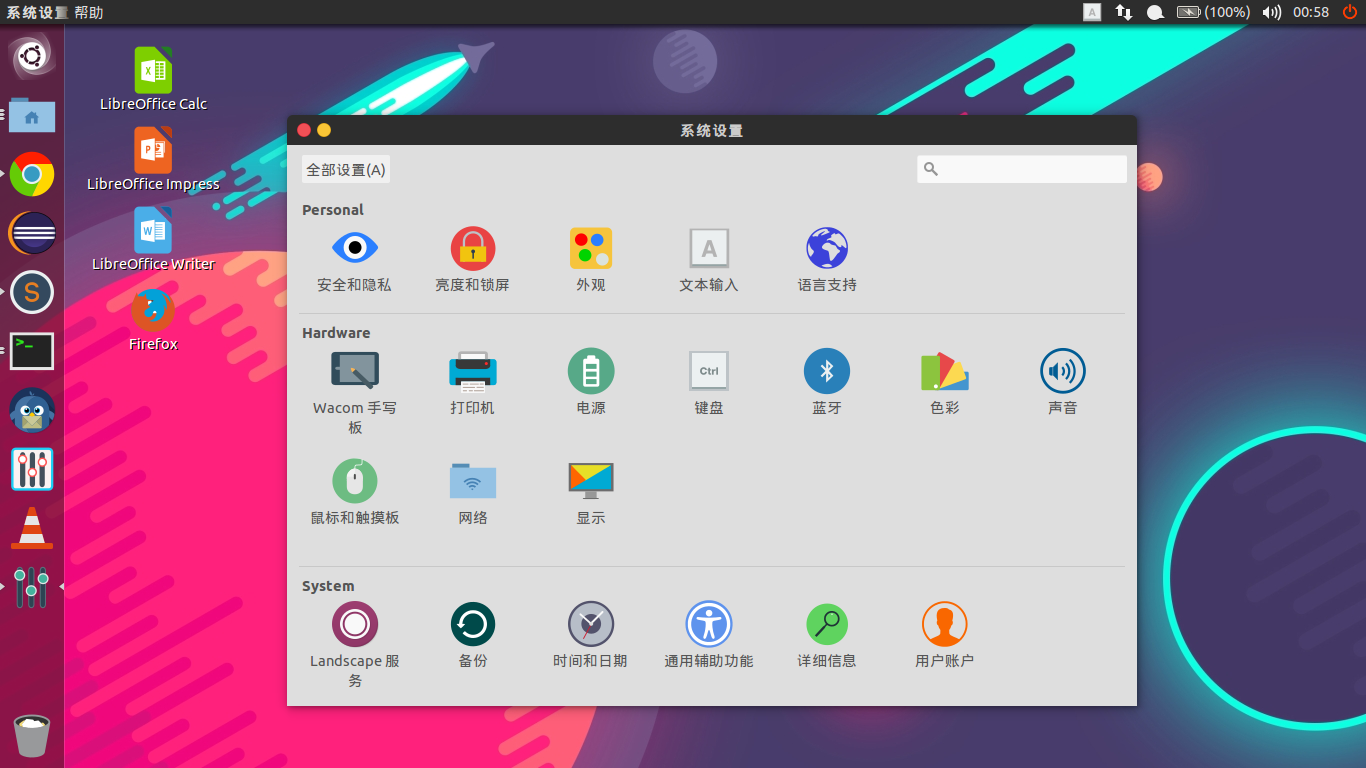 系统设置 帮助
A
(100%)
00:58
LibreOffice Calc
LibreOffice Impress
LibreOffice Writer
Firefox
系统设置
全部设置(A)
Personal
A
安全和隐私 亮度和锁屏 外观 文本输入 语言支持
Hardware
Ctrl
Wacom 手写
板
打印机 电源 键盘 蓝牙 色彩 声音
鼠标和触摸板 网络 显示
System
Landscape 服
务
备份 时间和日期 通用辅助功能 详细信息 用户账户
X
P
W
S
>_